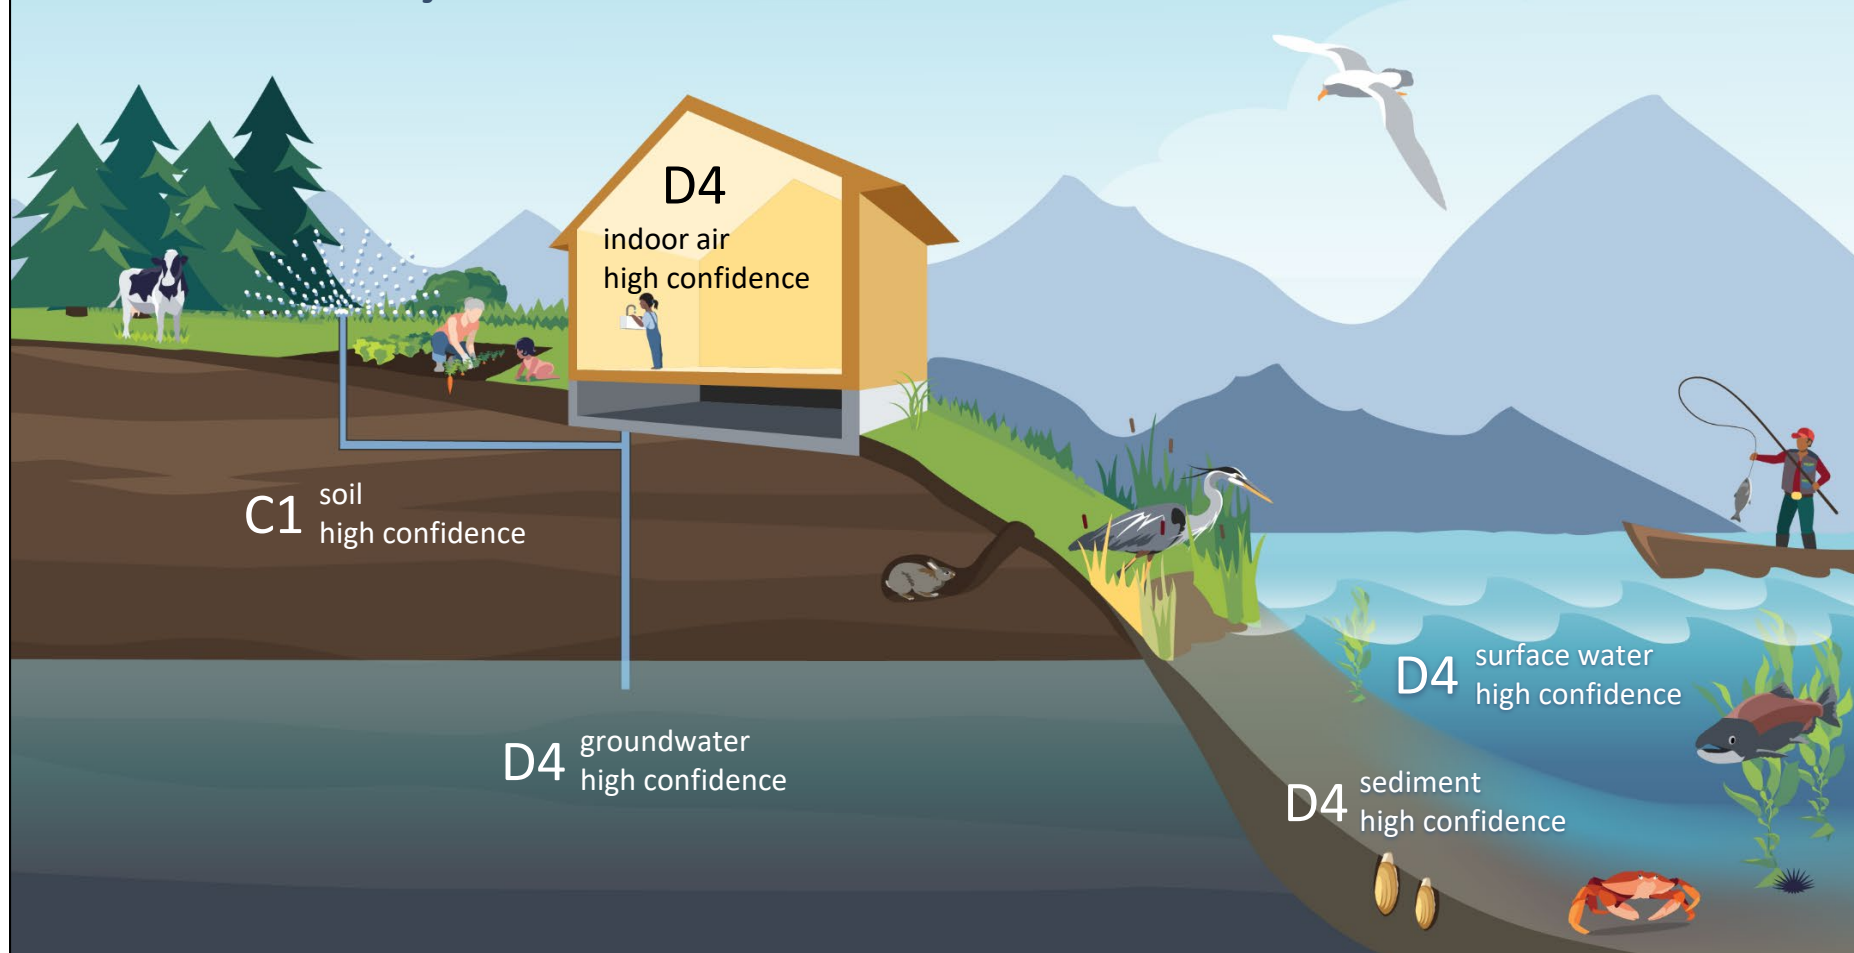 D4
indoor air
high confidence
C1 soil
high confidence
D4 surface water
high confidence
D4 groundwater
high confidence
D4 sediment
high confidence